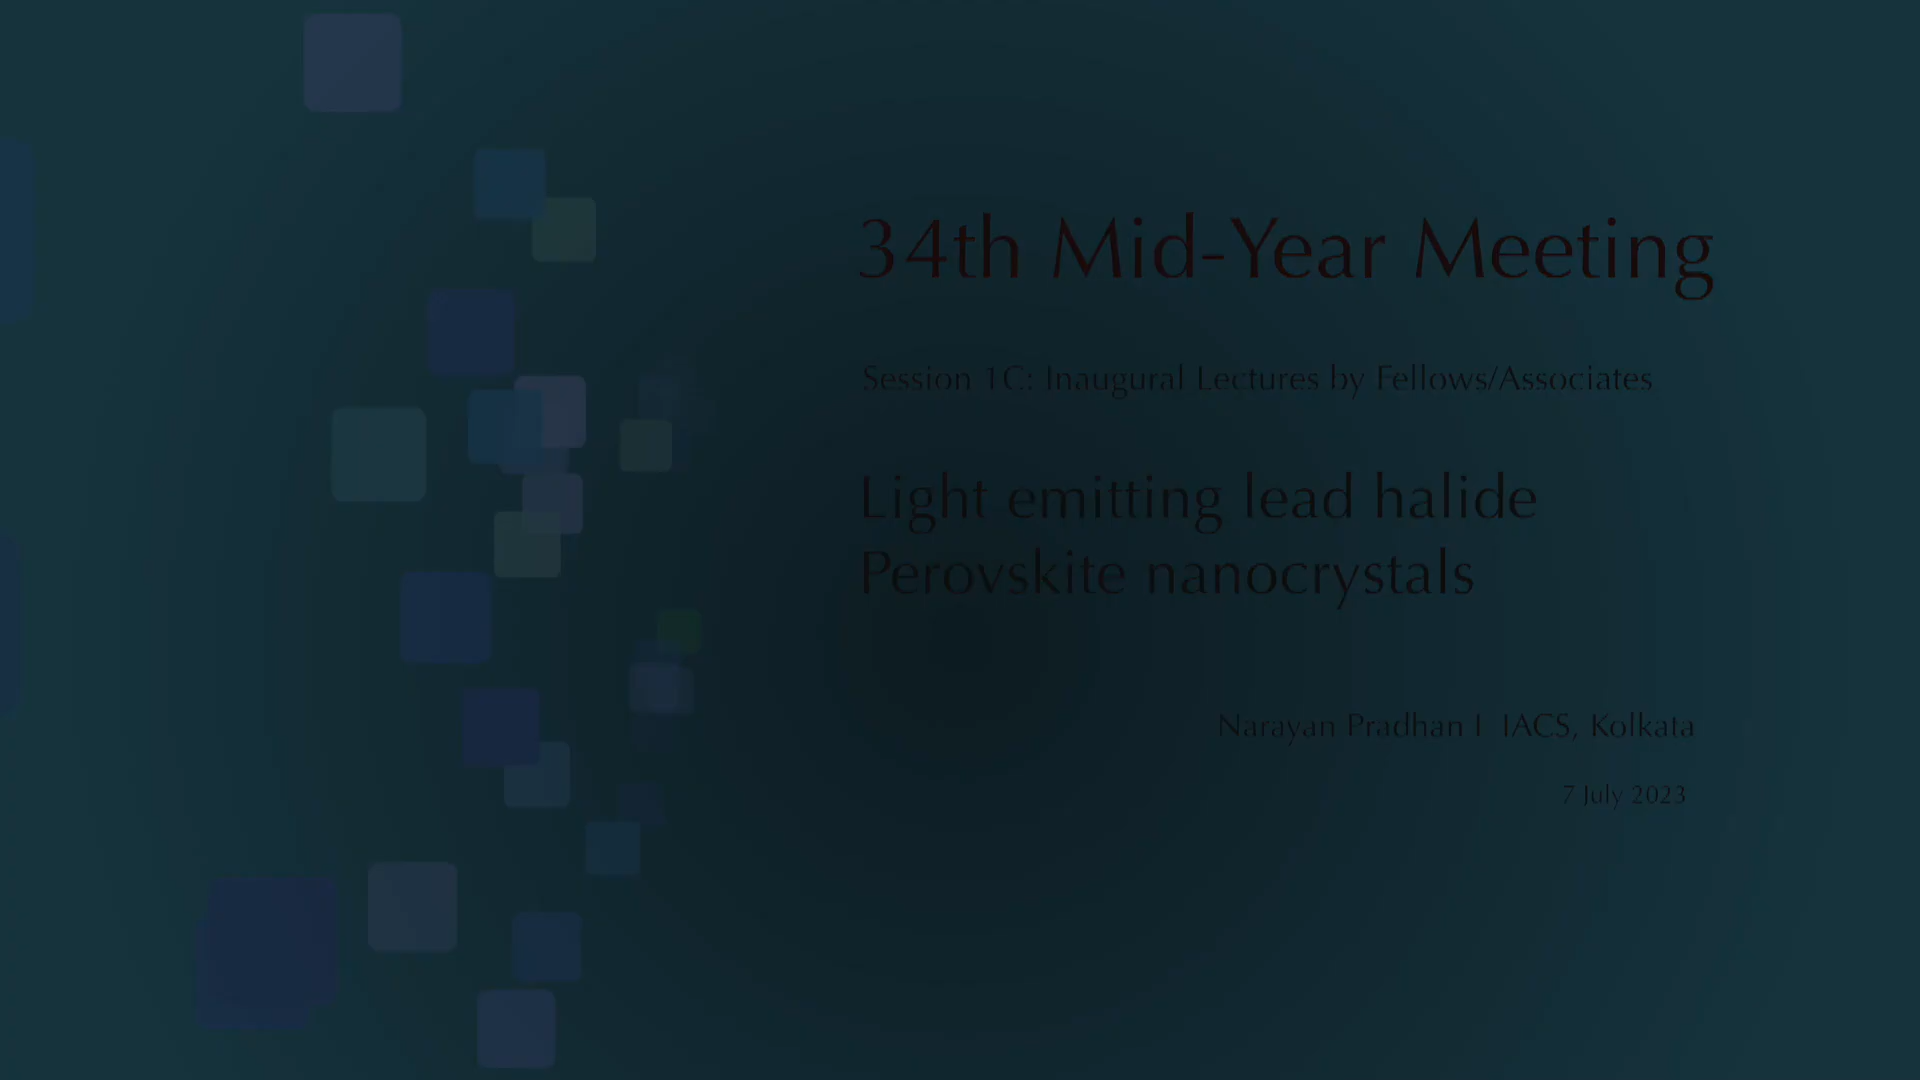 34th Mid-Year Meeting
Session 1C: Inaugural Lectures by Fellows/Associates
Light emitting lead halide
Perovskite nanocrystals
Narayan Pradhan I IACS, Kolkata
7 July 2023